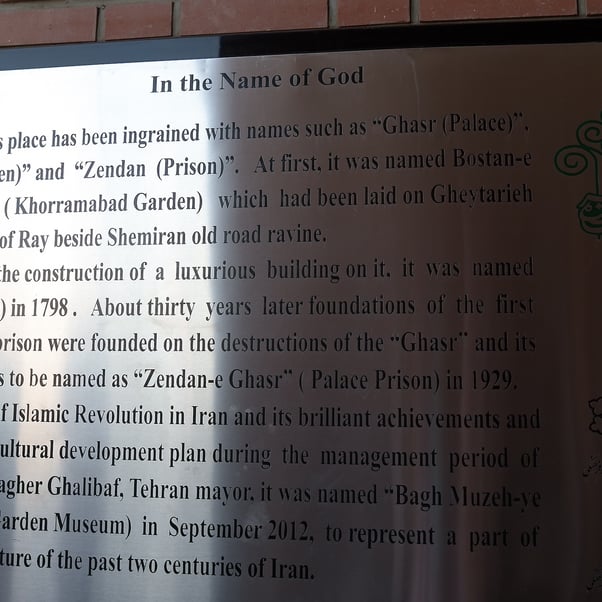 In the Name of God
s place has been ingrained with names such as “Ghasr (Palace)”,
en)” and “Zendan (Prison)”. At first, it was named Bostan-e
( Khorramabad Garden) which had been laid on Gheytarieh
of Ray beside Shemiran old road ravine.
the construction of a luxurious building on it, it was named
) in 1798. About thirty years later foundations of the first
prison were founded on the destructions of the “Ghasr” and its
s to be named as “Zendan-e Ghasr” ( Palace Prison) in 1929.
f Islamic Revolution in Iran and its brilliant achievements and
ultural development plan during the management period of
agher Ghalibaf, Tehran mayor, it was named “Bagh Muzeh-ye
Garden Museum) in September 2012, to represent a part of
ture of the past two centuries of Iran.